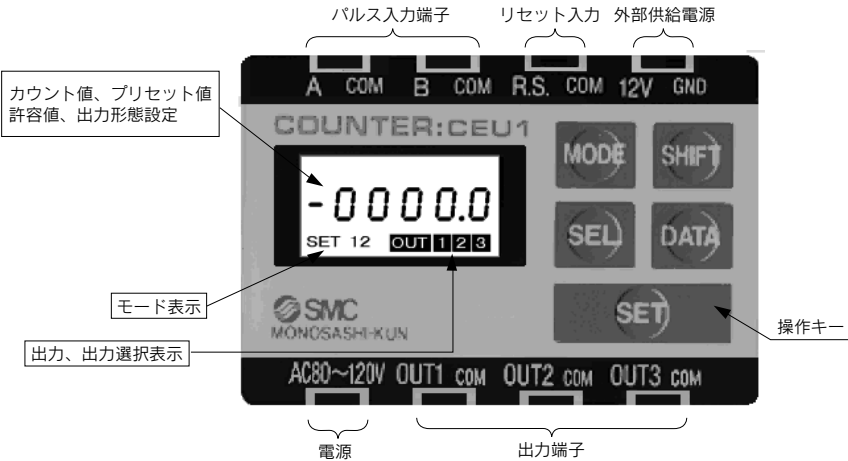 パルス入力端子 リセット入力 外部供給電源
A COM B COM R.S. COM 12V GND
カウント値、プリセット値
許容値、出力形態設定
COUNTER:CEU1
MODE SHIFT
-0000.0
SET 12 OUT 1 2 3
SEL DATA
モード表示
SMC
MONOSASHI-KUN
SET
操作キー
出力、出力選択表示
AC80〜120V OUT1 COM OUT2 COM OUT3 COM
電源 出力端子